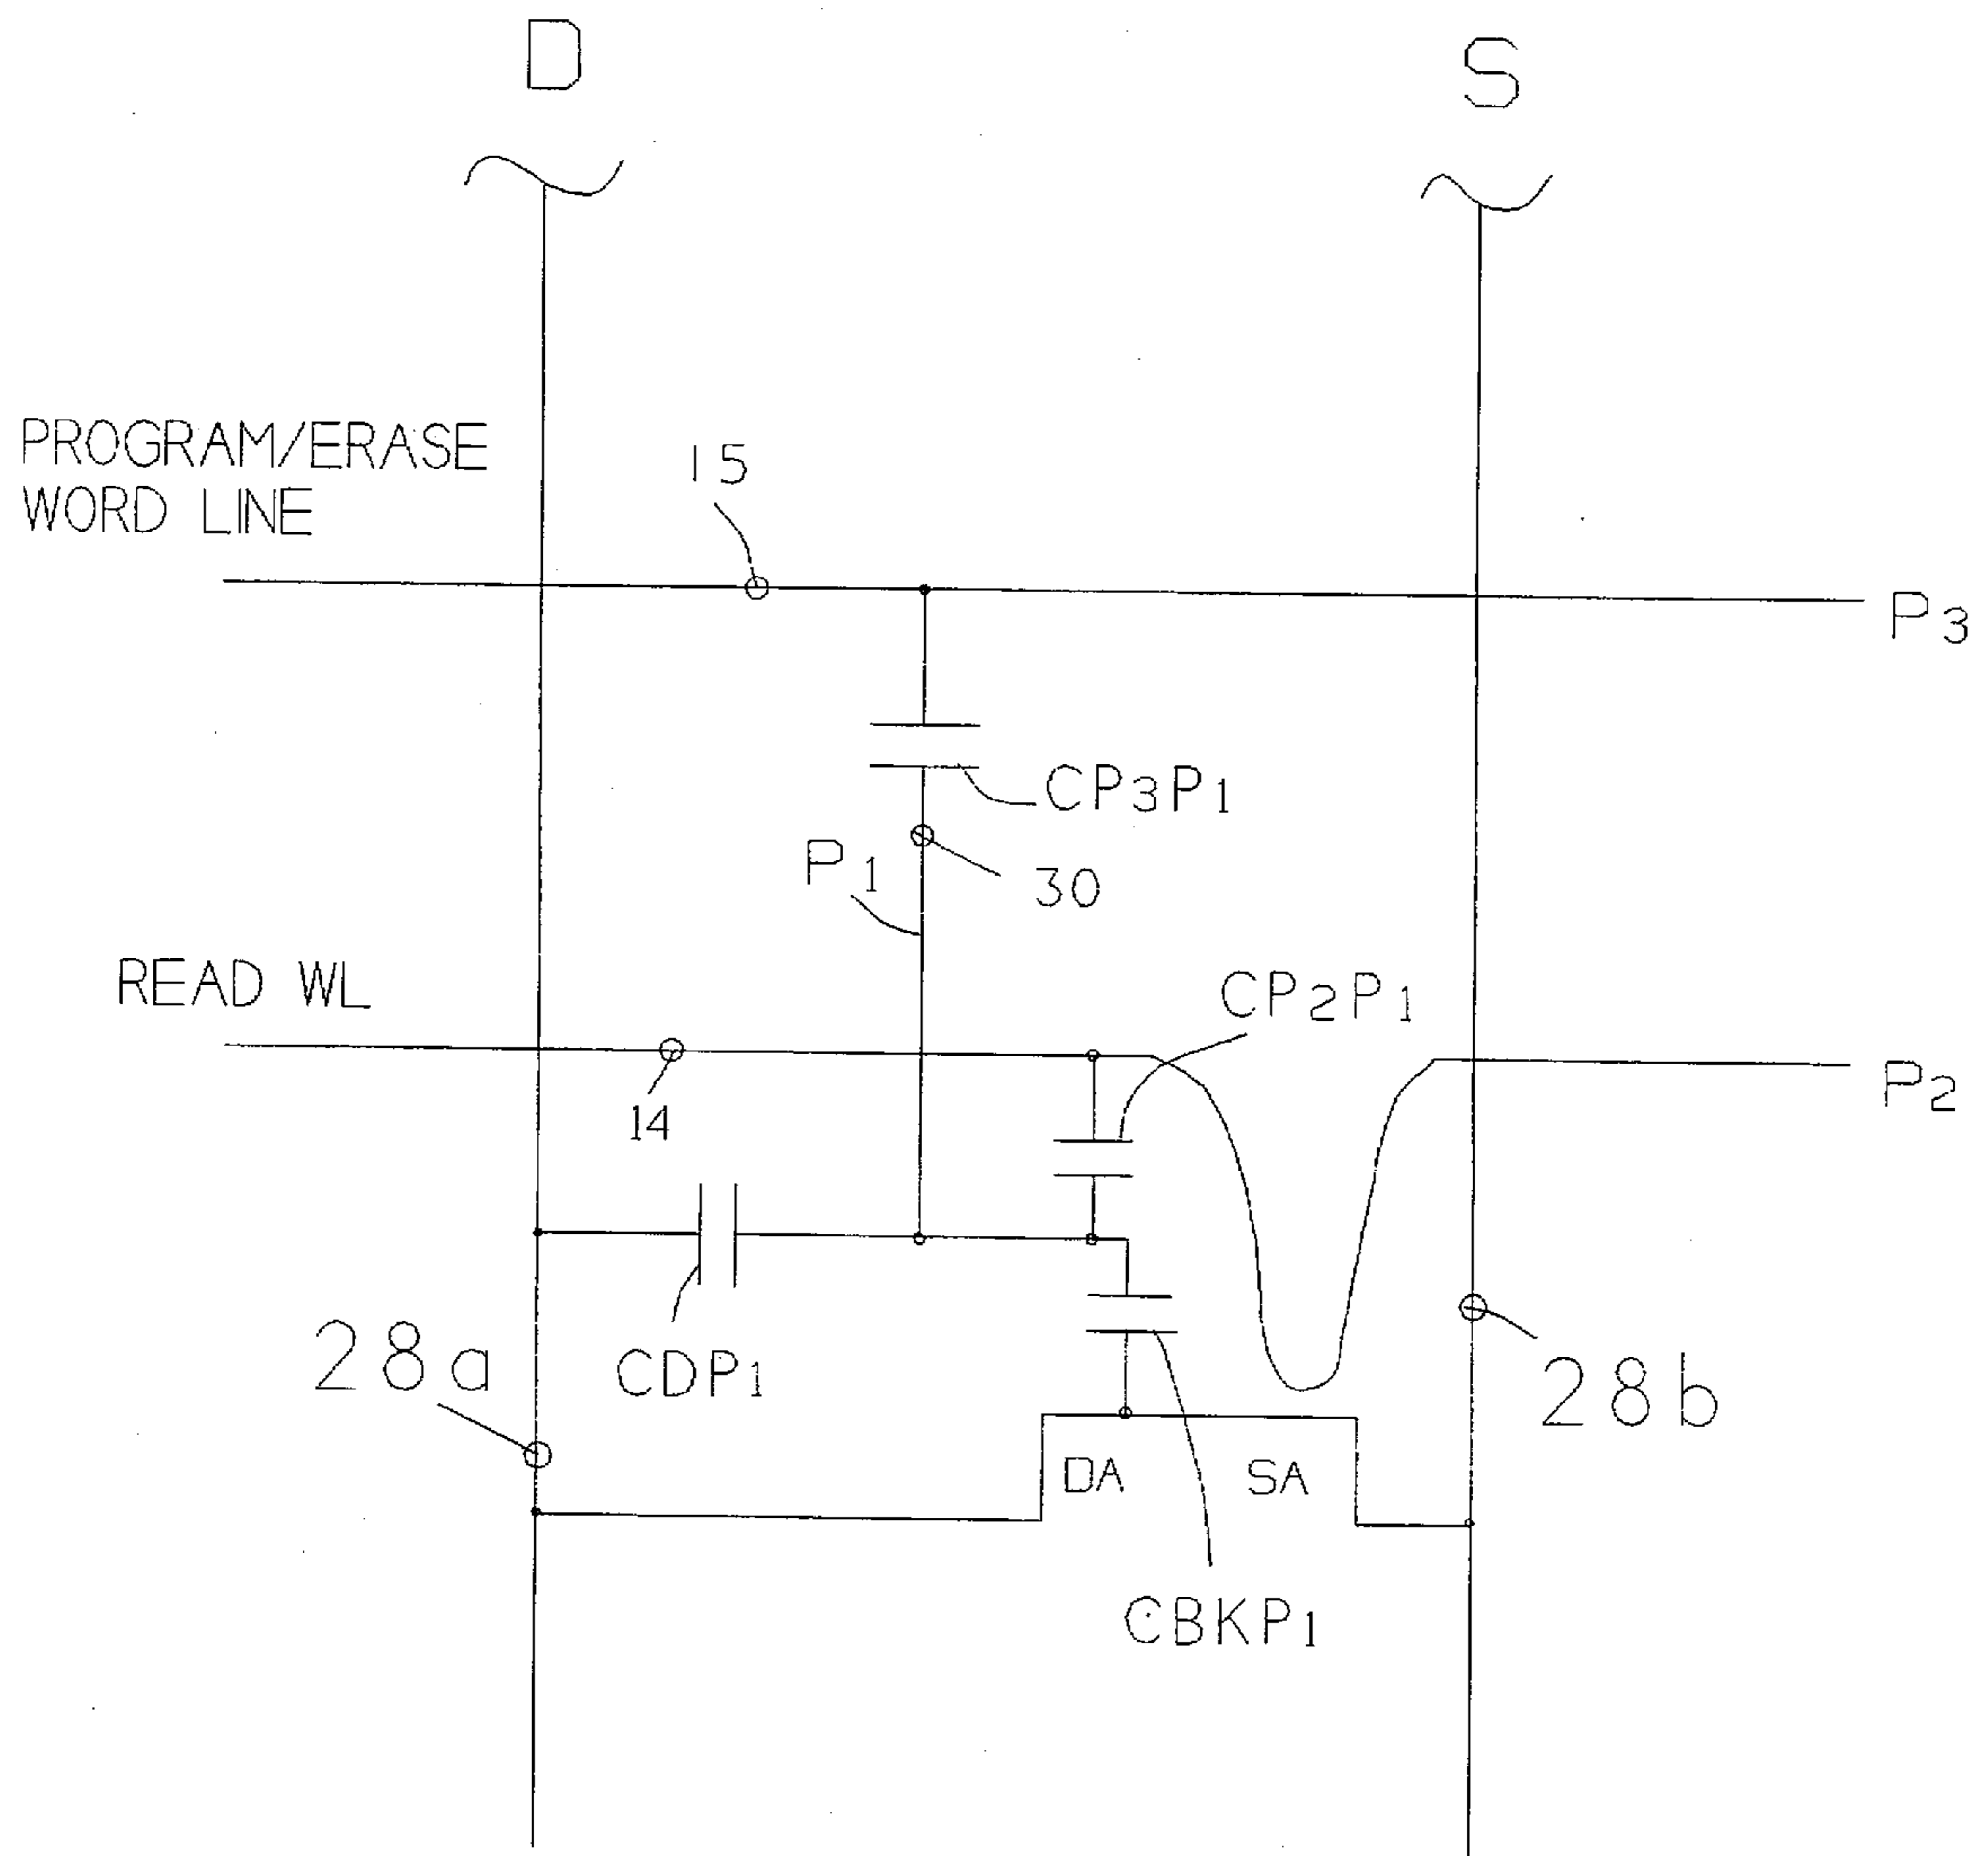 D
S
PROGRAM/ERASE
WORD LINE
15
P3
CP3P1
P1
30
READ WL
CP2P1
P2
14
28a
CDP1
28b
DA
SA
CBKP1